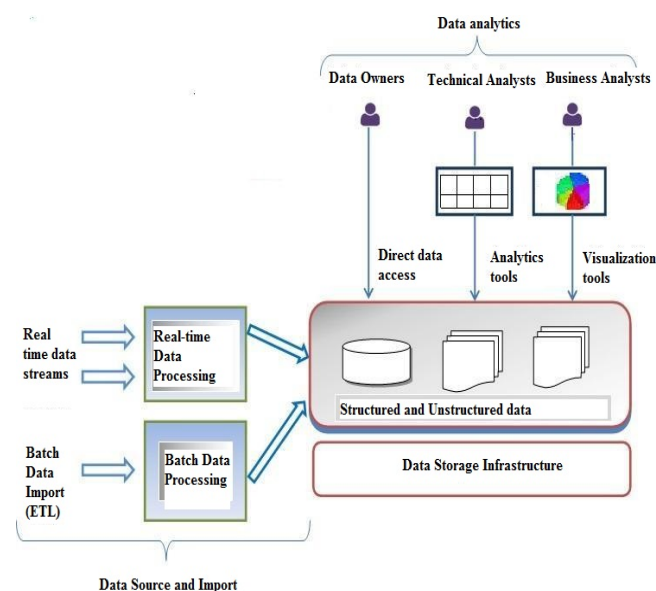 Data analytics
Data Owners
Technical Analysts
Business Analysts
Direct data
access
Analytics
tools
Visualization
tools
Real
time data
streams
Real-time
Data
Processing
Structured and Unstructured data
Batch
Data
Import
(ETL)
Batch Data
Processing
Data Storage Infrastructure
Data Source and Import